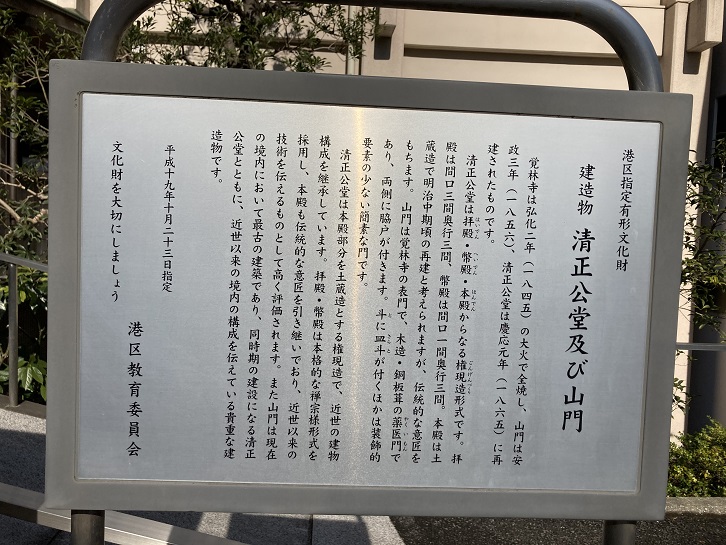 港区指定有形文化財
建造物 清正公堂及び山門
覚林寺は弘化二年（一八四五）の大火で全焼し、山門は安
政三年（一八五六）、清正公堂は慶応元年（一八六五）に再
建されたものです。
清正公堂は拝殿・幣殿・本殿からなる権現造形式です。拝
殿は間口三間奥行三間、幣殿は間口一間奥行三間。本殿は土
蔵造で明治中期頃の再建と考えられますが、伝統的な意匠を
もちます。山門は覚林寺の表門で、木造・銅板葺の薬医門で
あり、両側に脇戸が付きます。斗に皿斗が付くほかは装飾的
要素の少ない簡素な門です。
清正公堂は本殿部分を土蔵造とする権現造で、近世の建物
構成を継承しています。拝殿・幣殿は本格的な禅宗様形式を
採用し、本殿も伝統的な意匠を引き継いでおり、近世以来の
技術を伝えるものとして高く評価されます。また山門は現在
の境内において最古の建築であり、同時期の建設になる清正
公堂とともに、近世以来の境内の構成を伝えている貴重な建
造物です。
平成十九年十月二十三日指定
文化財を大切にしましょう
港区教育委員会